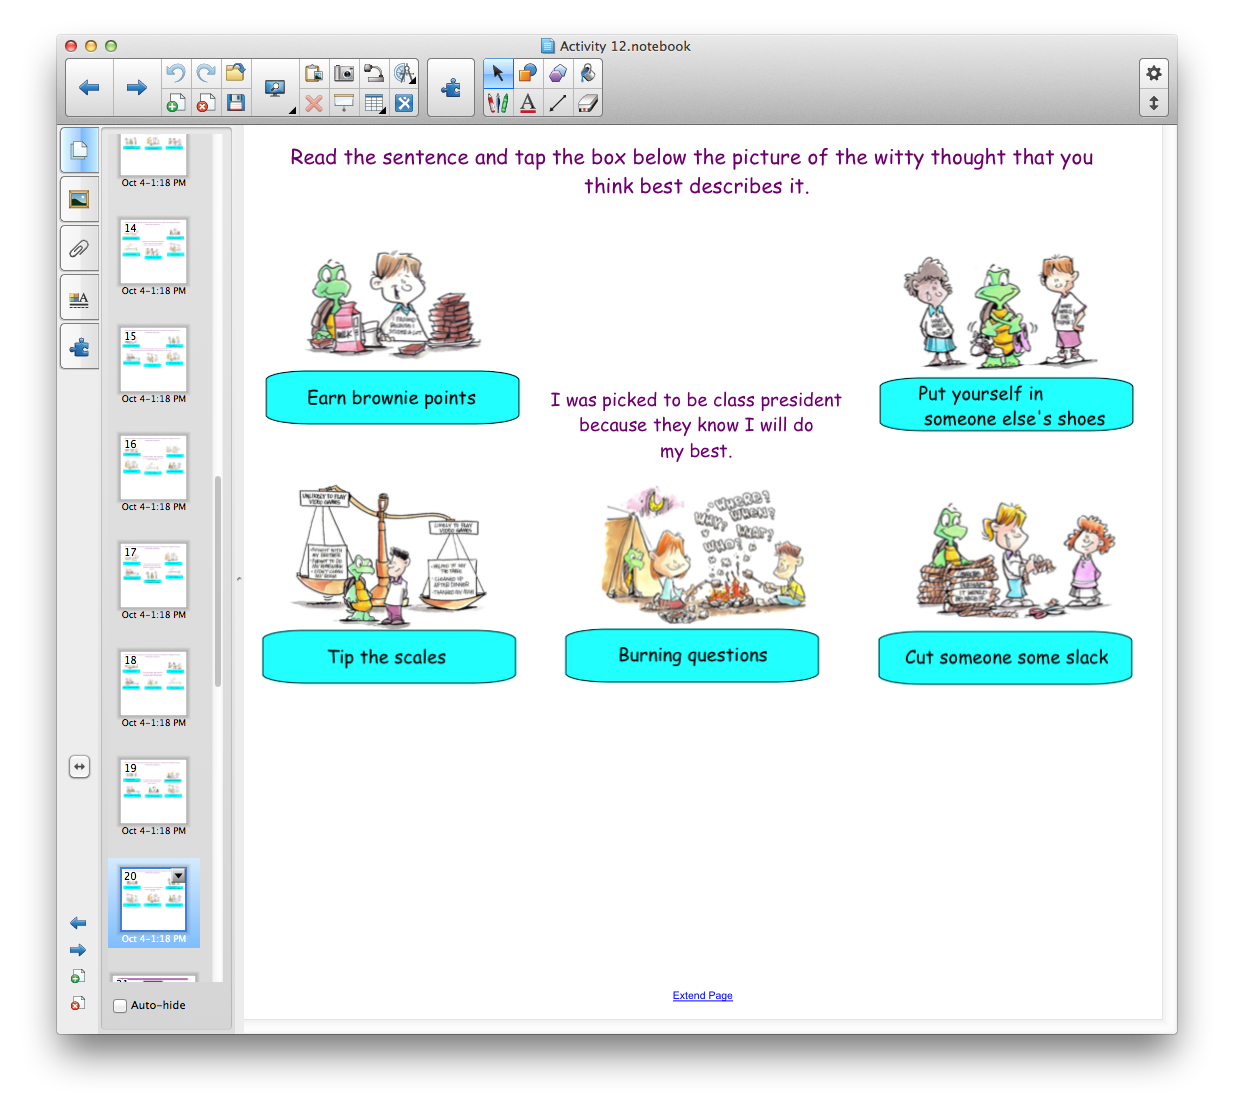 Activity 12.notebook
Oct 4-1:18 PM
14
Oct 4-1:18 PM
15
Oct 4-1:18 PM
16
Oct 4-1:18 PM
17
Oct 4-1:18 PM
18
Oct 4-1:18 PM
19
Oct 4-1:18 PM
20
Oct 4-1:18 PM
Auto-hide
Read the sentence and tap the box below the picture of the witty thought that you
think best describes it.
MILK
Earn brownie points
Put yourself in
someone else's shoes
I was picked to be class president
because they know I will do
my best.
UNLIKELY TO PLAY
VIDEO GAMES
LIKELY TO PLAY
VIDEO GAMES
WHERE?
WHY?
WHEN?
WHAT?
WHO?
Tip the scales
Burning questions
Cut someone some slack
Extend Page